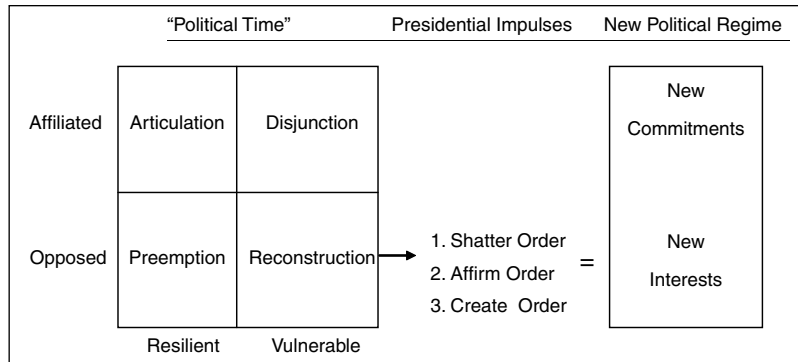 “Political Time” Presidential Impulses New Political Regime
Affiliated Articulation Disjunction
New
Commitments
Opposed Preemption Reconstruction
1. Shatter Order
2. Affirm Order
3. Create Order
=
New
Interests
Resilient Vulnerable